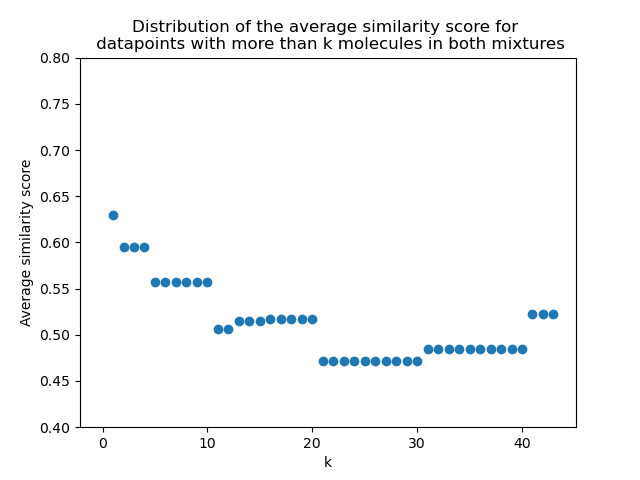 Distribution of the average similarity score for
datapoints with more than k molecules in both mixtures
0.80
0.75
0.70
0.65
0.60
0.55
0.50
0.45
0.40
Average similarity score
0 10 20 30 40
k